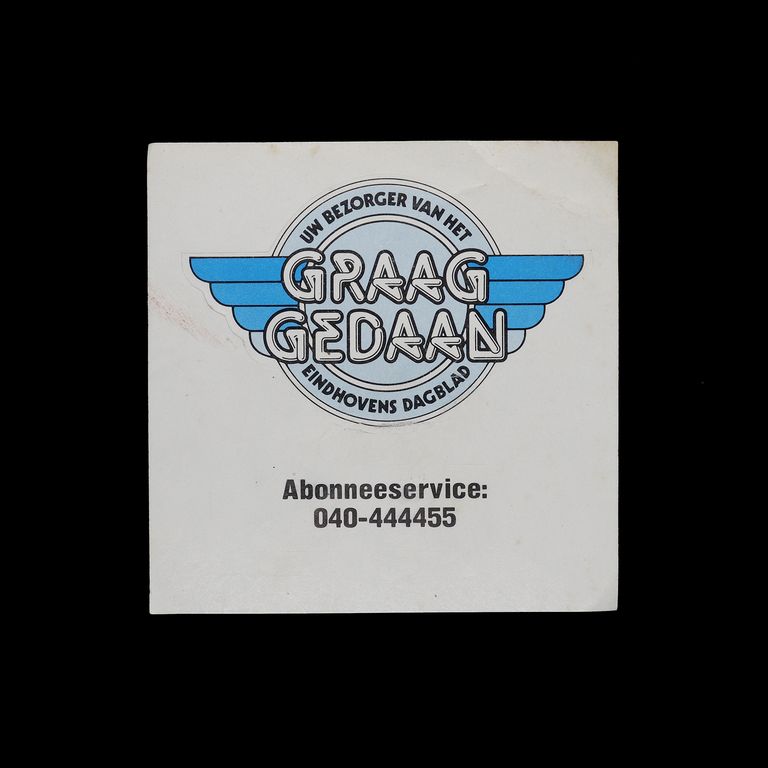 UW BEZORGER VAN HET
GRAAG
GEDAAN
EINDHOVENS DAGBLAD
Abonneeservice:
040-444455